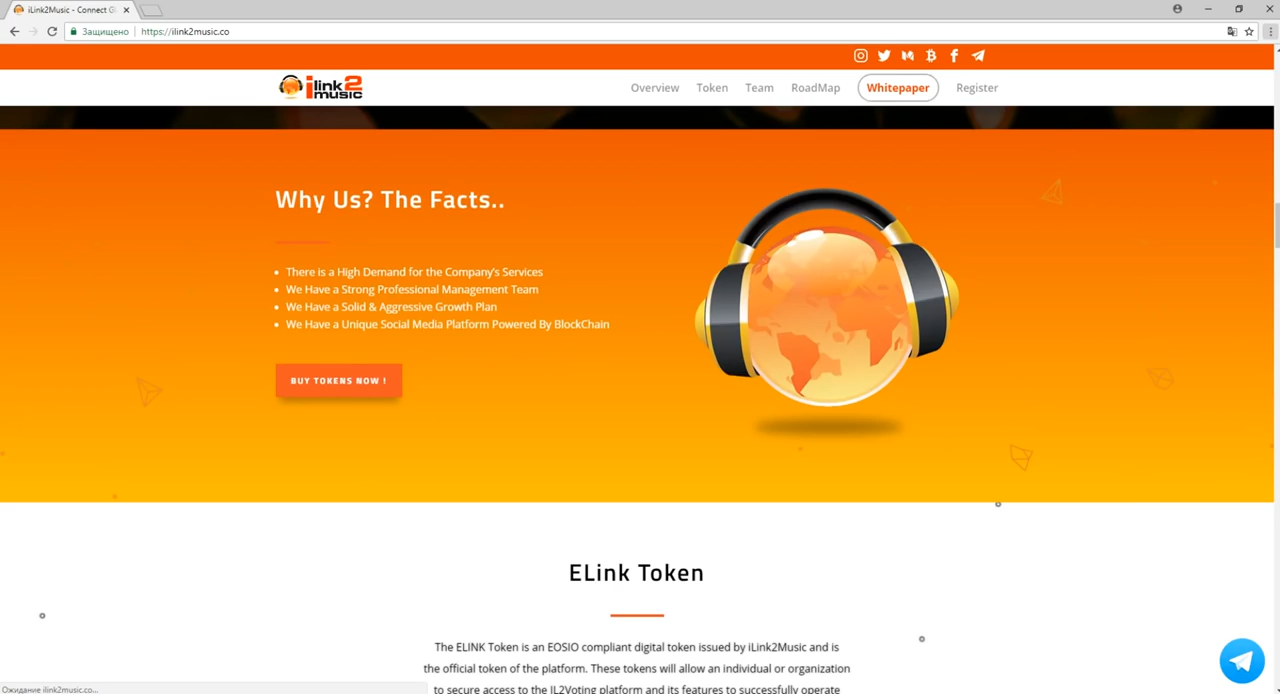 iLink2Music - Connect Gl
Защищено
https://ilink2music.co
ilink2
music
Overview
Token
Team
RoadMap
Whitepaper
Register
Why Us? The Facts..
There is a High Demand for the Company's Services
We Have a Strong Professional Management Team
We Have a Solid & Aggressive Growth Plan
We Have a Unique Social Media Platform Powered By BlockChain
BUY TOKENS NOW !
ELink Token
The ELINK Token is an EOSIO compliant digital token issued by iLink2Music and is
the official token of the platform. These tokens will allow an individual or organization
to secure access to the IL2Voting platform and its features to successfully operate
Ожидание ilink2music.co...